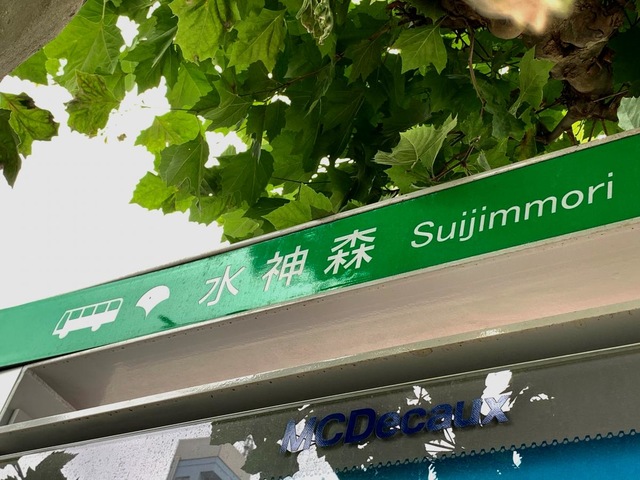 水神森 Suijimmori
MCDecaux